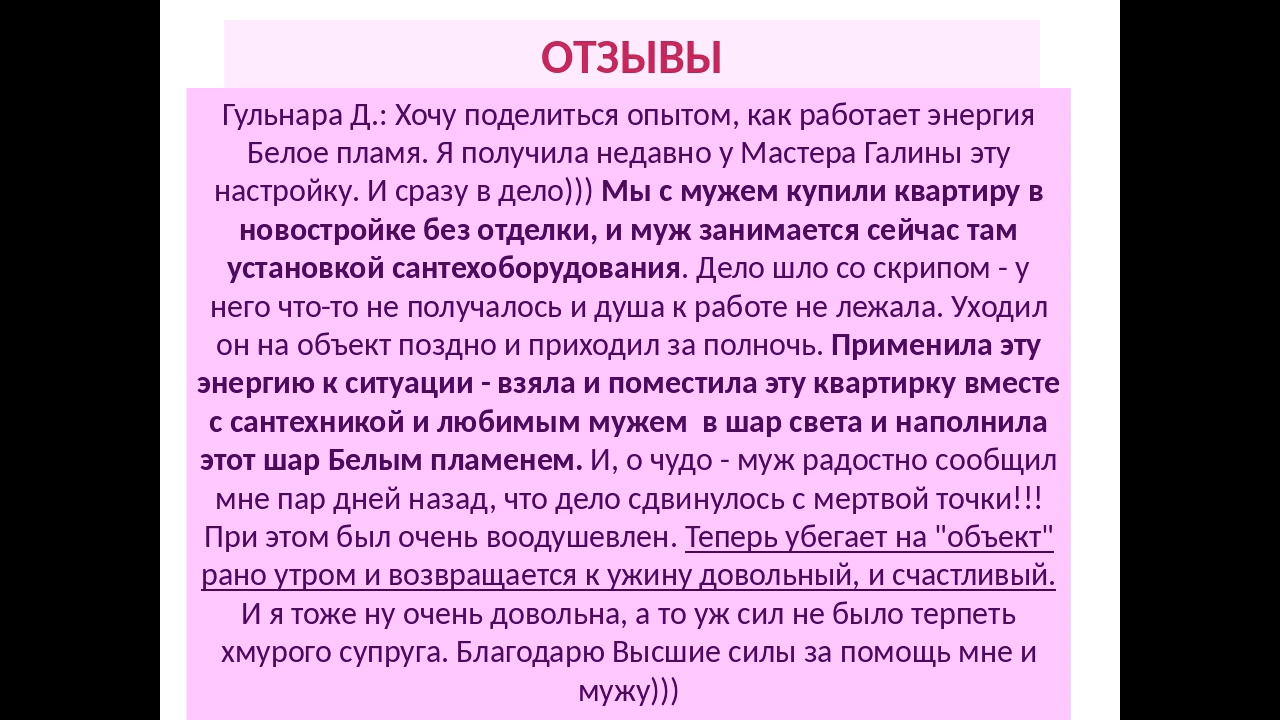 ОТЗЫВЫ
Гульнара Д.: Хочу поделиться опытом, как работает энергия
Белое пламя. Я получила недавно у Мастера Галины эту
настройку. И сразу в дело))) Мы с мужем купили квартиру в
новостройке без отделки, и муж занимается сейчас там
установкой сантехоборудования. Дело шло со скрипом - у
него что-то не получалось и душа к работе не лежала. Уходил
он на объект поздно и приходил за полночь. Применила эту
энергию к ситуации - взяла и поместила эту квартирку вместе
с сантехникой и любимым мужем  в шар света и наполнила
этот шар Белым пламенем. И, о чудо - муж радостно сообщил
мне пар дней назад, что дело сдвинулось с мертвой точки!!!
При этом был очень воодушевлен. Теперь убегает на "объект"
рано утром и возвращается к ужину довольный, и счастливый.
И я тоже ну очень довольна, а то уж сил не было терпеть
хмурого супруга. Благодарю Высшие силы за помощь мне и
мужу)))